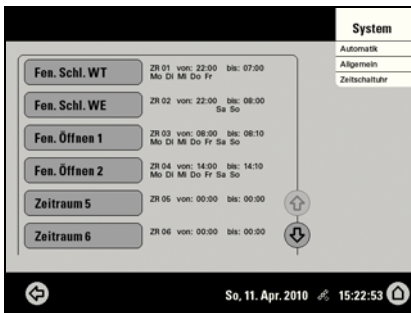 System
Automatik
Allgemein
Zeitschaltuhr
Fen. Schl. WT
ZR 01 von: 22:00 bis: 07:00
Mo Di Mi Do Fr
Fen. Schl. WE
ZR 02 von: 22:00 bis: 08:00
Sa So
Fen. Öffnen 1
ZR 03 von: 08:00 bis: 08:10
Mo Di Mi Do Fr Sa So
Fen. Öffnen 2
ZR 04 von: 14:00 bis: 14:10
Mo Di Mi Do Fr Sa So
Zeitraum 5
ZR 05 von: 00:00 bis: 00:00
Zeitraum 6
ZR 06 von: 00:00 bis: 00:00
So, 11. Apr. 2010 15:22:53